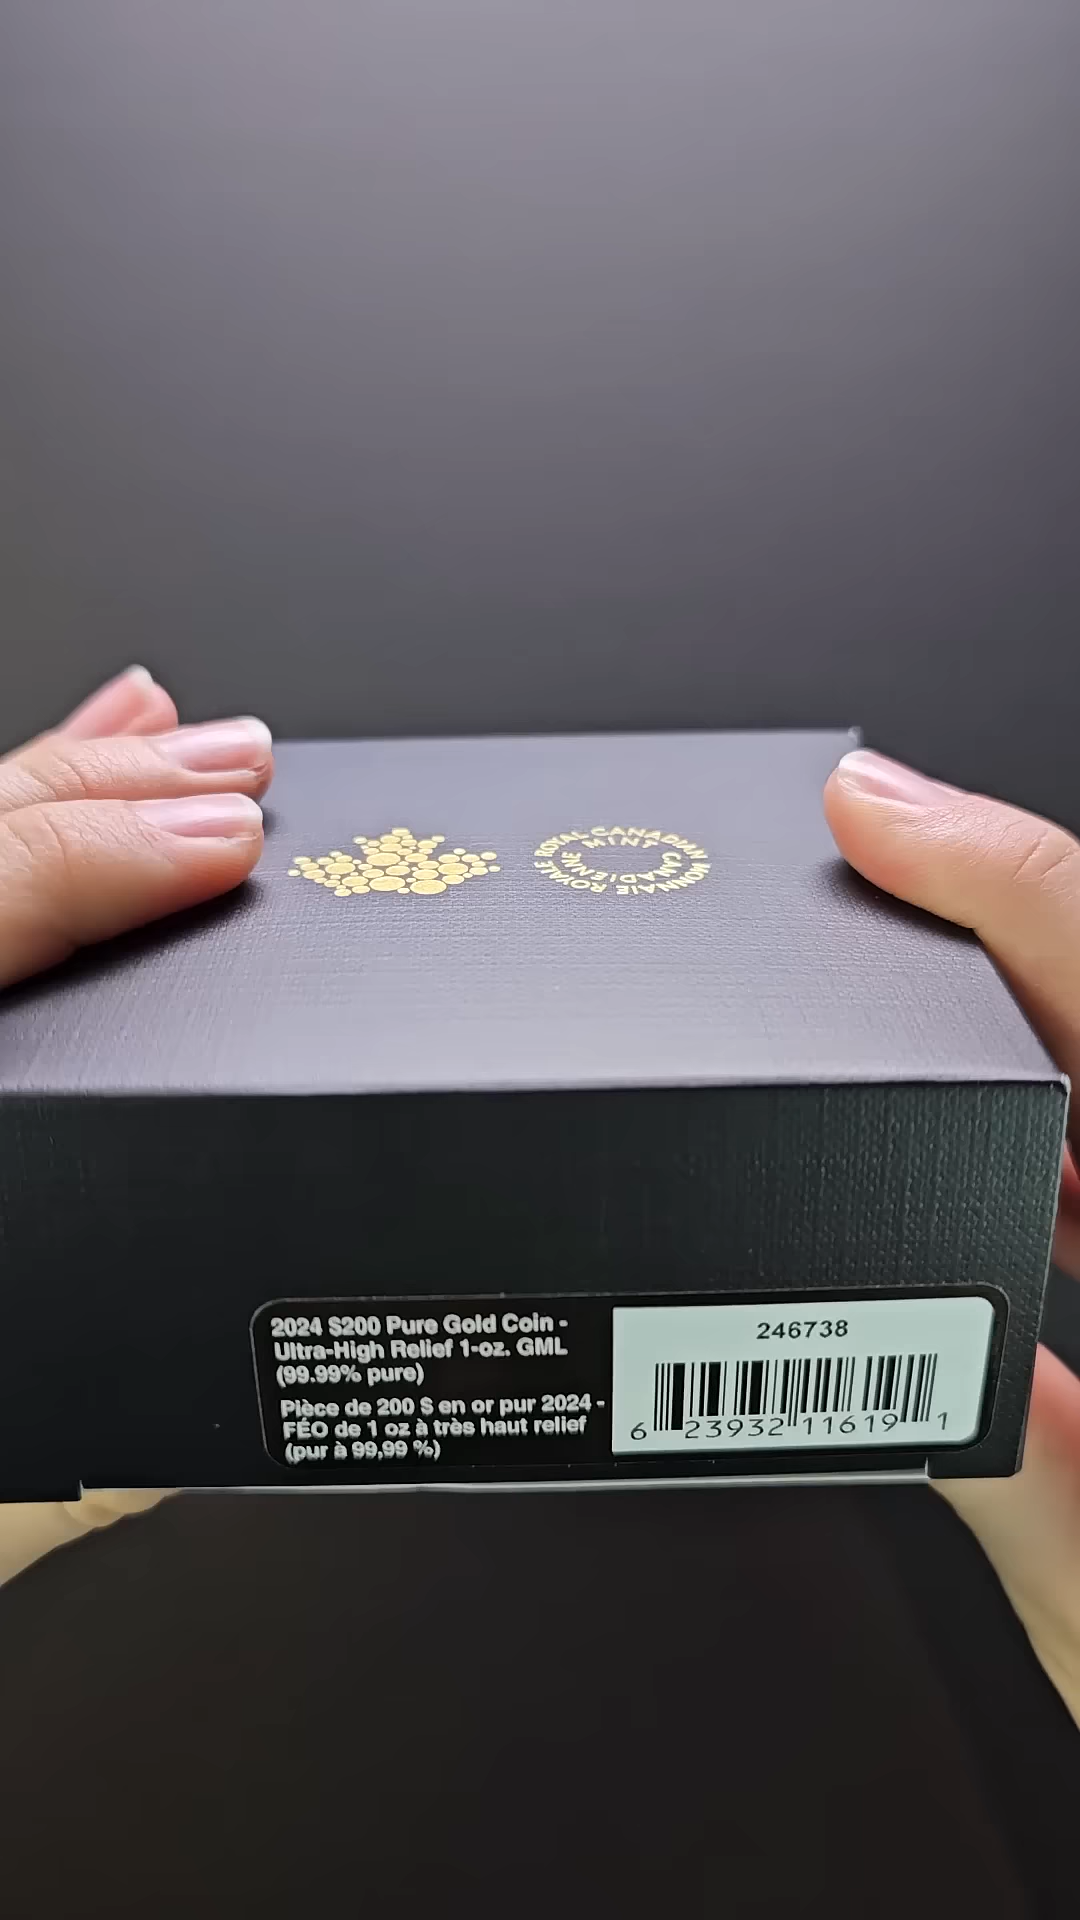 ROYAL CANADIAN MINT
MONNAIE ROYALE CANADIENNE
2024 $200 Pure Gold Coin -
Ultra-High Relief 1-oz. GML
(99.99% pure)
Pièce de 200 $ en or pur 2024 -
FÉO de 1 oz à très haut relief
(pur à 99,99 %)
246738
6 23932 11619 1